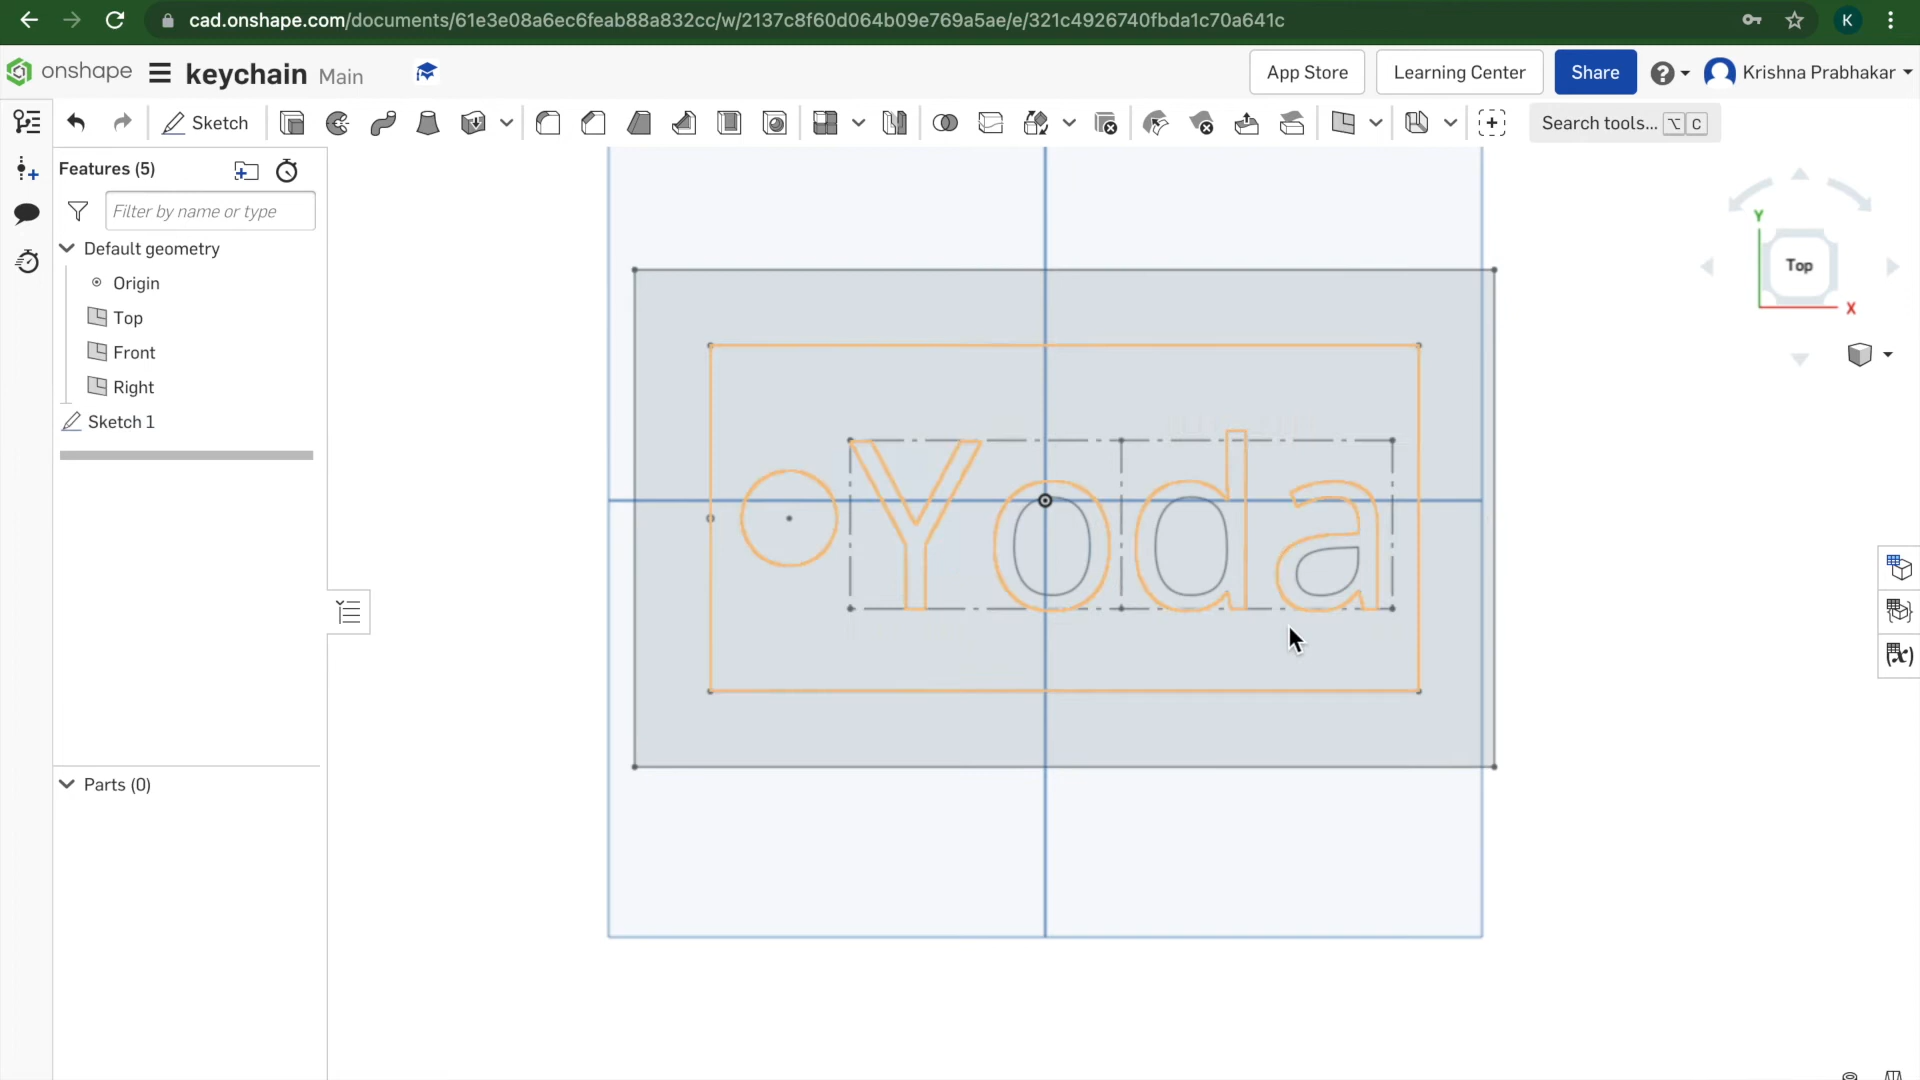 cad.onshape.com/documents/61e3e08a6ec6feab88a832cc/w/2137c8f60d064b09e769a5ae/e/321c4926740fbda1c70a641c
K
onshape keychain Main
App Store Learning Center Share ? Krishna Prabhakar
Sketch
Search tools... ⌥ C
Features (5)
Filter by name or type
Default geometry
Origin
Top
Front
Right
Sketch 1
Parts (0)
Yoda
Y
Top
X
(x)